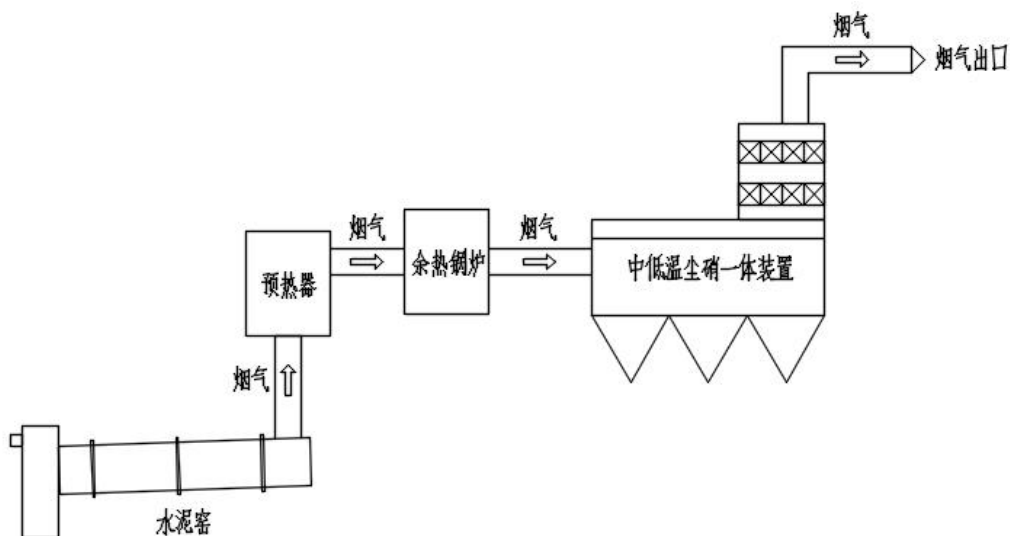 烟气
烟气出口
烟气
烟气
预热器
余热锅炉
中低温尘硝一体装置
烟气
水泥窑